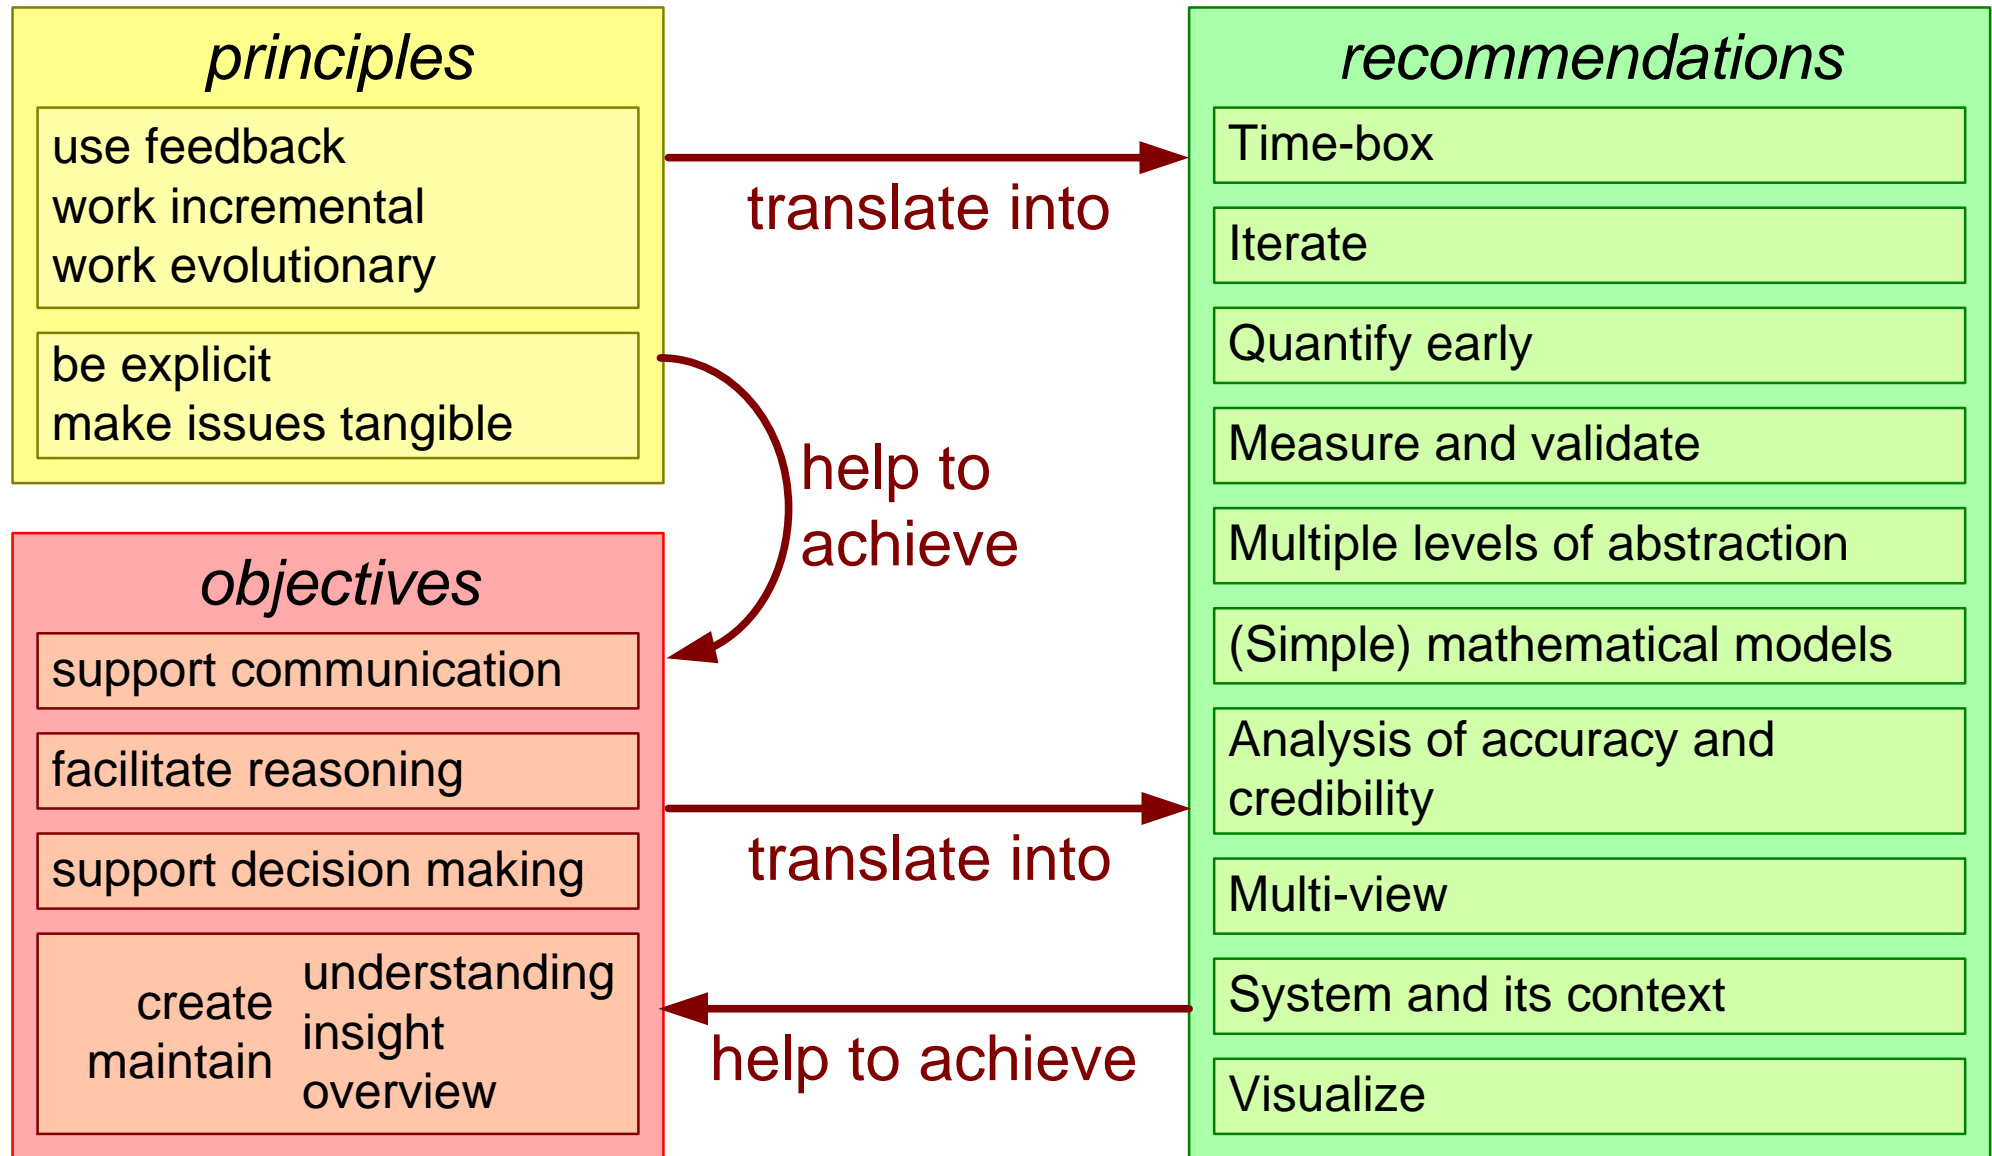 principles
use feedback
work incremental
work evolutionary
be explicit
make issues tangible
objectives
support communication
facilitate reasoning
support decision making
create
maintain
understanding
insight
overview
translate into
help to
achieve
translate into
help to achieve
recommendations
Time-box
Iterate
Quantify early
Measure and validate
Multiple levels of abstraction
(Simple) mathematical models
Analysis of accuracy and
credibility
Multi-view
System and its context
Visualize